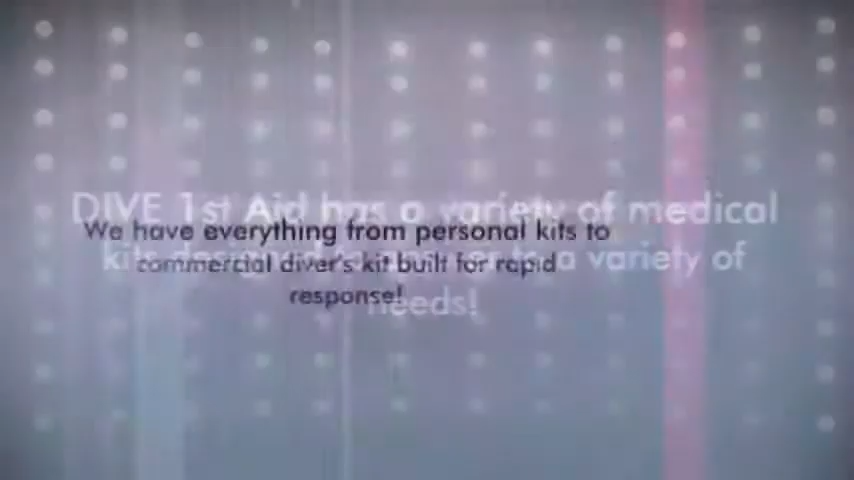 DIVE 1st Aid has a variety of medical
We have everything from personal kits to
commercial diver's kit built for rapid
a variety of
response!
needs!